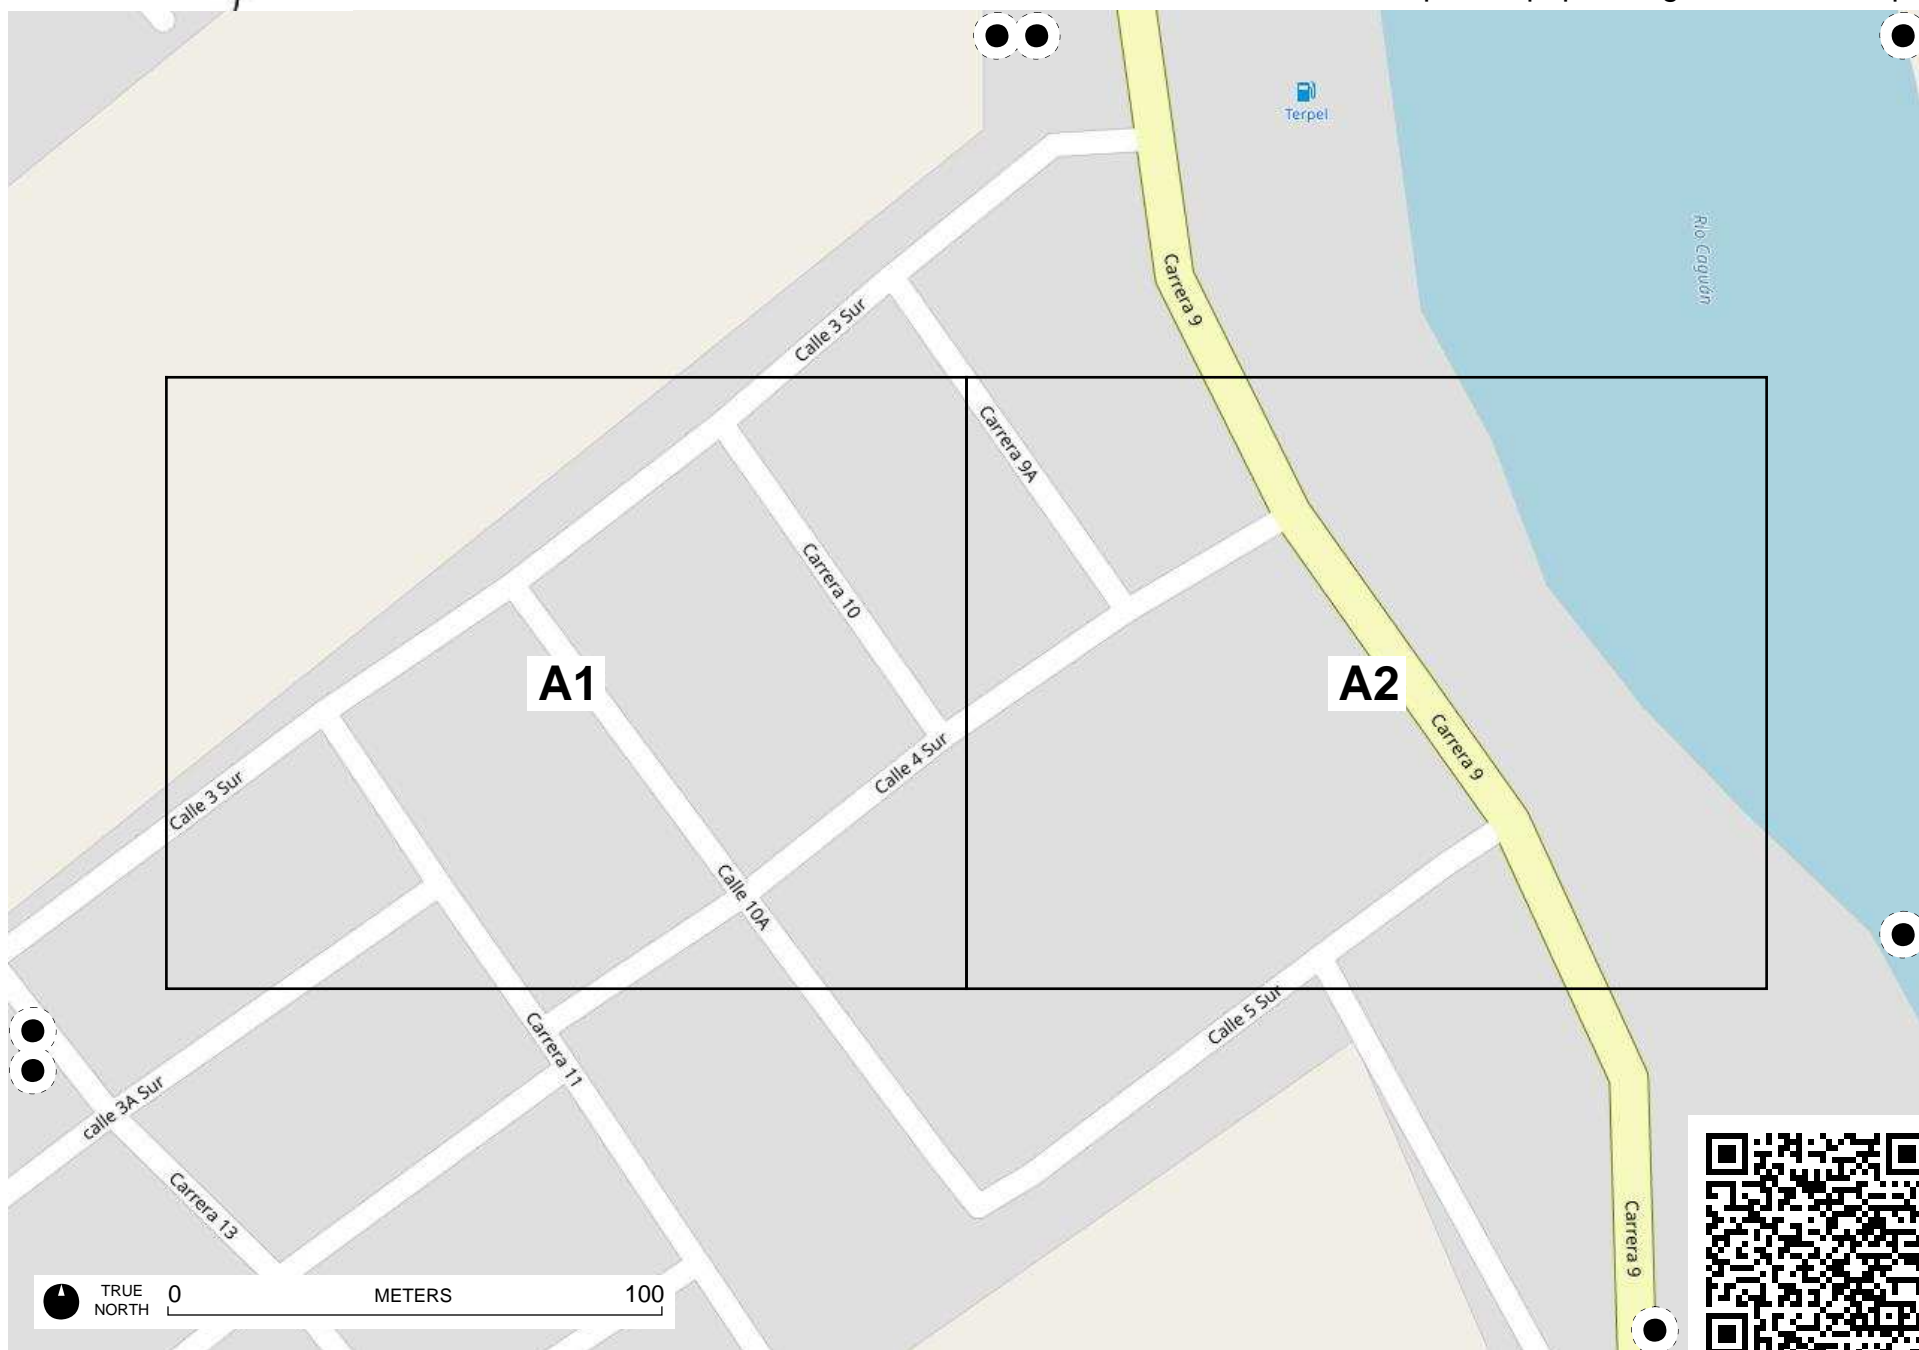 Terpel
Río Caguán
Carrera 9
Calle 3 Sur
Carrera 9A
Carrera 10
A1
A2
Carrera 9
Calle 4 Sur
Calle 3 Sur
Calle 10A
Calle 5 Sur
Carrera 11
calle 3A Sur
Carrera 13
Carrera 9
TRUE
NORTH
0
METERS
100